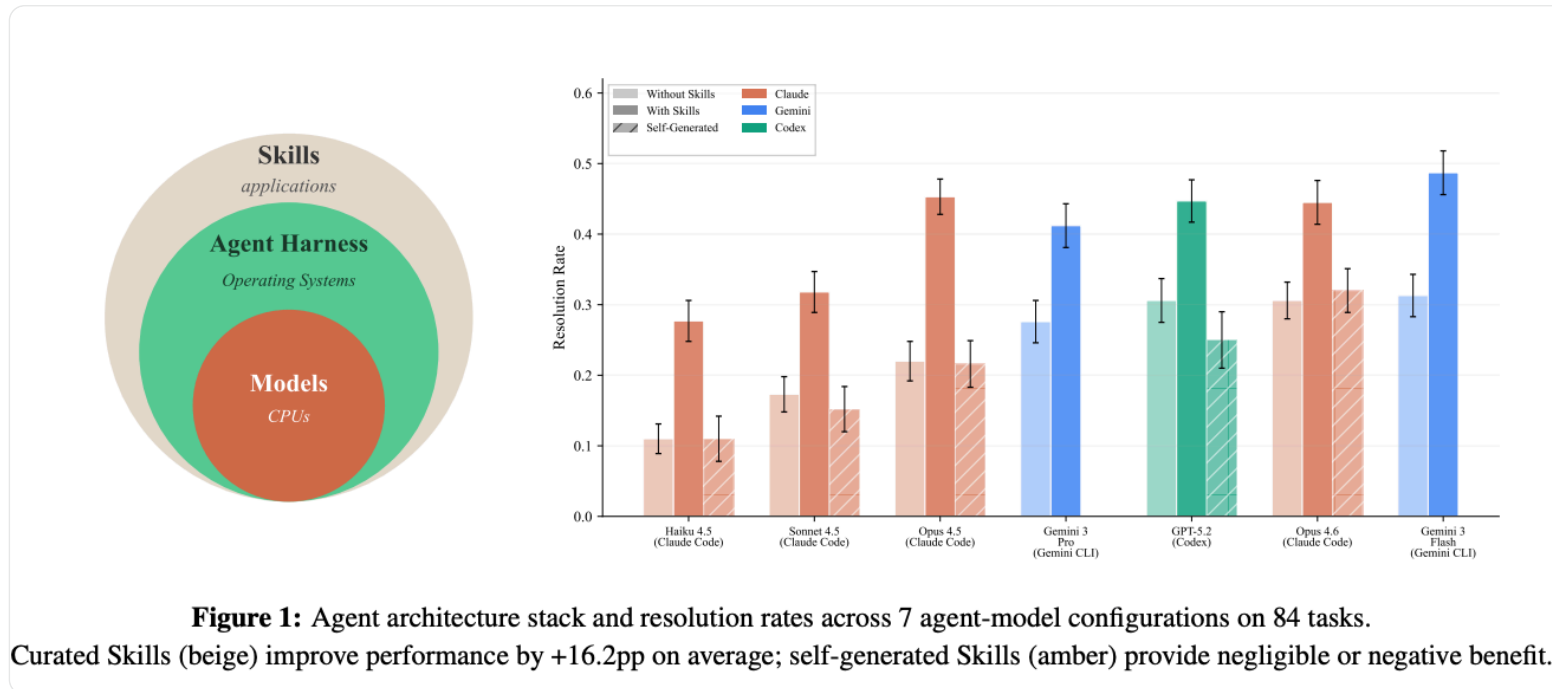 Skills
applications
Agent Harness
Operating Systems
Models
CPUs
Resolution Rate
0.6
0.5
0.4
0.3
0.2
0.1
0.0
Without Skills
With Skills
Self-Generated
Claude
Gemini
Codex
Haiku 4.5
(Claude Code)
Sonnet 4.5
(Claude Code)
Opus 4.5
(Claude Code)
Gemini 3
Pro
(Gemini CLI)
GPT-5.2
(Codex)
Opus 4.6
(Claude Code)
Gemini 3
Flash
(Gemini CLI)
Figure 1: Agent architecture stack and resolution rates across 7 agent-model configurations on 84 tasks.
Curated Skills (beige) improve performance by +16.2pp on average; self-generated Skills (amber) provide negligible or negative benefit.